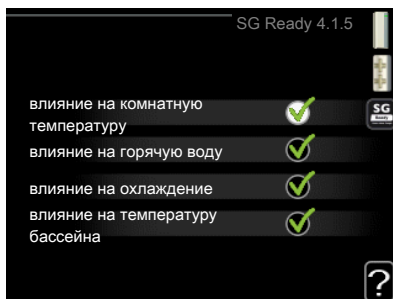 SG Ready 4.1.5
влияние на комнатную
температуру
SG
Ready
влияние на горячую воду
влияние на охлаждение
влияние на температуру
бассейна
?